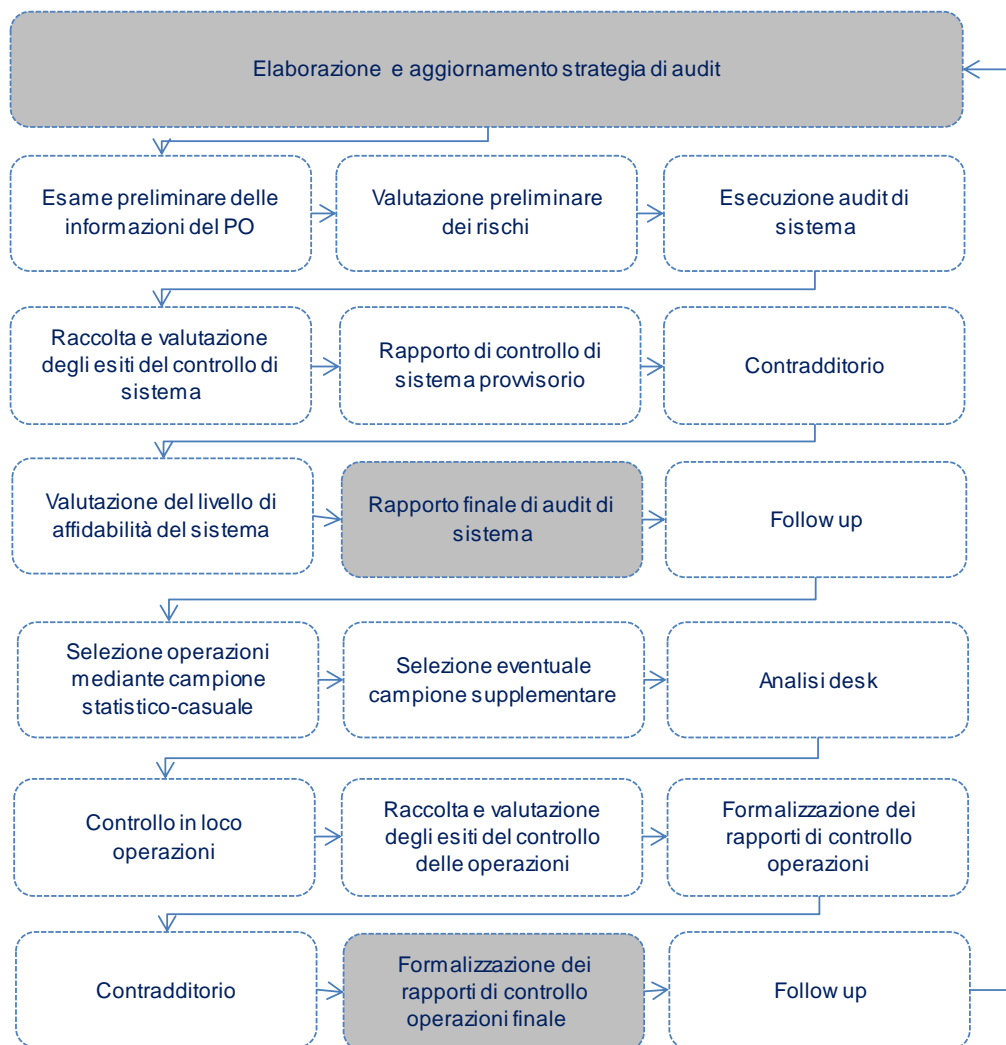 Elaborazione e aggiornamento strategia di audit
Esame preliminare delle
informazioni del PO
Valutazione preliminare
dei rischi
Esecuzione audit di
sistema
Raccolta e valutazione
degli esiti del controllo di
sistema
Rapporto di controllo di
sistema provvisorio
Contradditorio
Valutazione del livello di
affidabilità del sistema
Rapporto finale di audit di
sistema
Follow up
Selezione operazioni
mediante campione
statistico-casuale
Selezione eventuale
campione supplementare
Analisi desk
Controllo in loco
operazioni
Raccolta e valutazione
degli esiti del controllo
delle operazioni
Formalizzazione dei
rapporti di controllo
operazioni
Contradditorio
Formalizzazione dei
rapporti di controllo
operazioni finale
Follow up